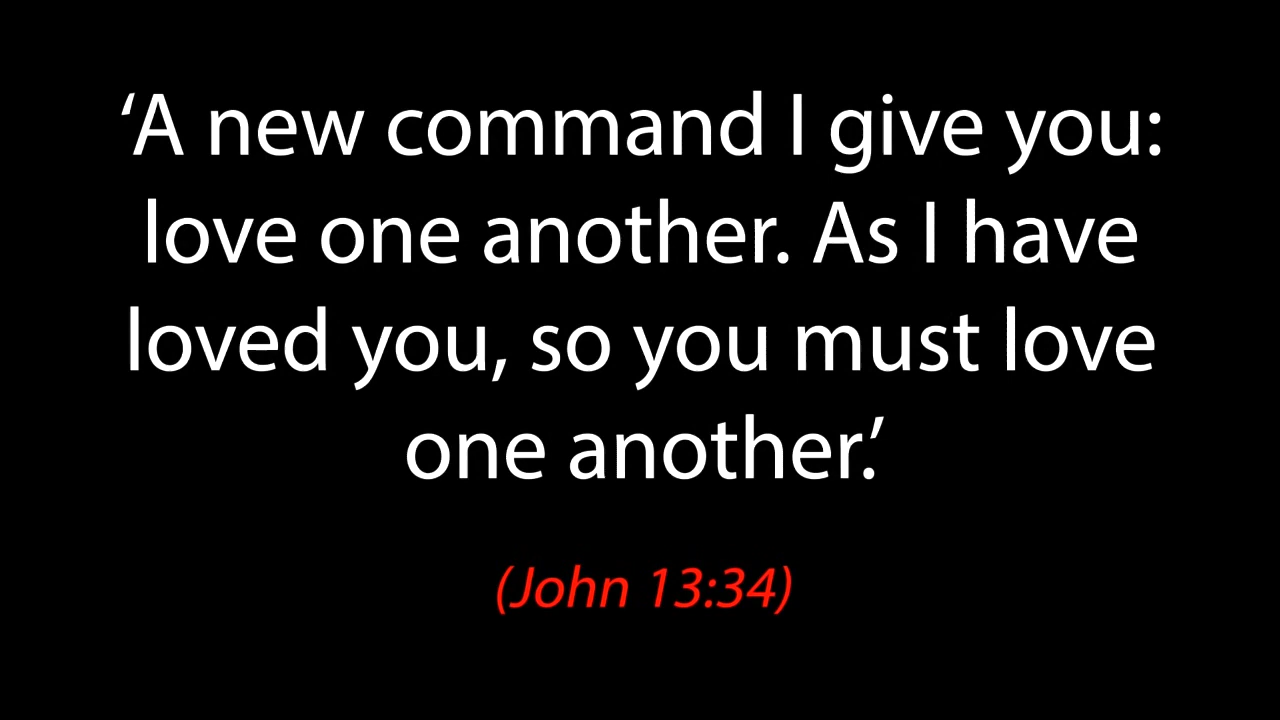 ‘A new command I give you:
love one another. As I have
loved you, so you must love
one another.’
(John 13:34)